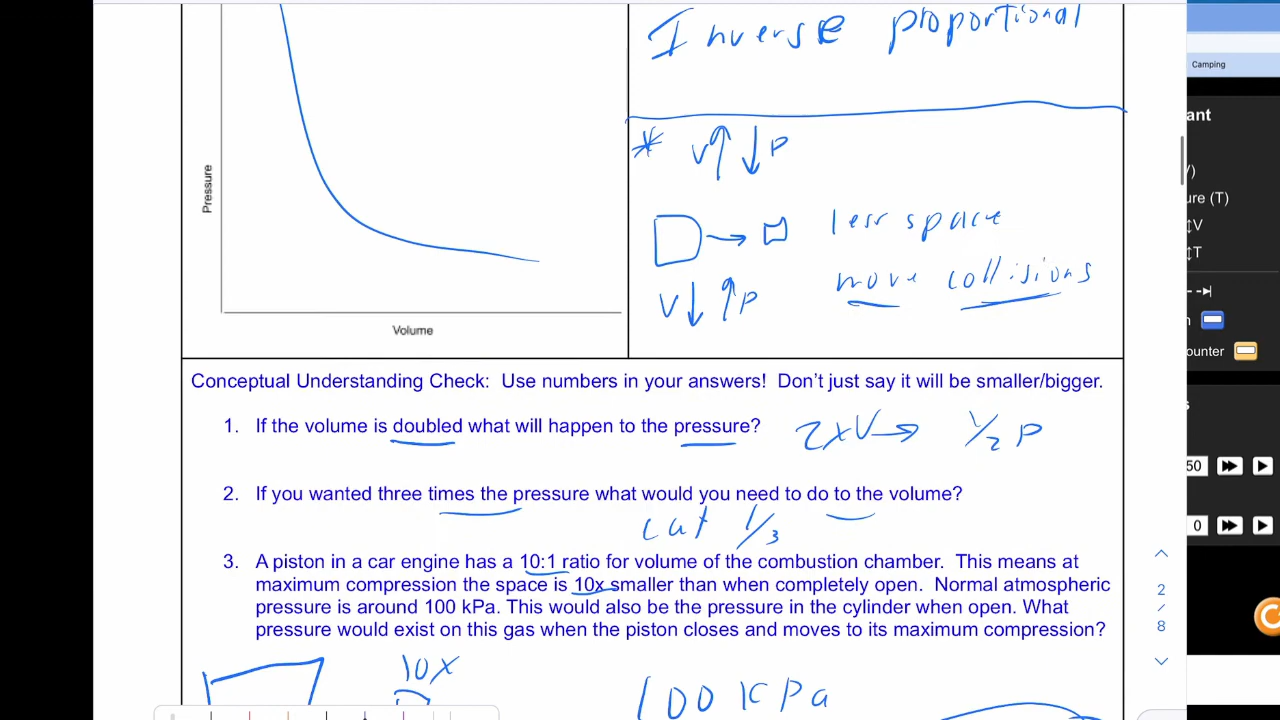 Inverse proportional
Camping
ant
* V↑ ↓P
Pressure
ure (T)
less space
↕V
↕T
more collisions
V↓ ↑P
Volume
ounter
Conceptual Understanding Check: Use numbers in your answers! Don't just say it will be smaller/bigger.
1. If the volume is doubled what will happen to the pressure? 2xV→ 1/2 P
50
2. If you wanted three times the pressure what would you need to do to the volume?
cut 1/3
0
3. A piston in a car engine has a 10:1 ratio for volume of the combustion chamber. This means at
maximum compression the space is 10x smaller than when completely open. Normal atmospheric
pressure is around 100 kPa. This would also be the pressure in the cylinder when open. What
pressure would exist on this gas when the piston closes and moves to its maximum compression?
2
/
8
10x
100 KPa